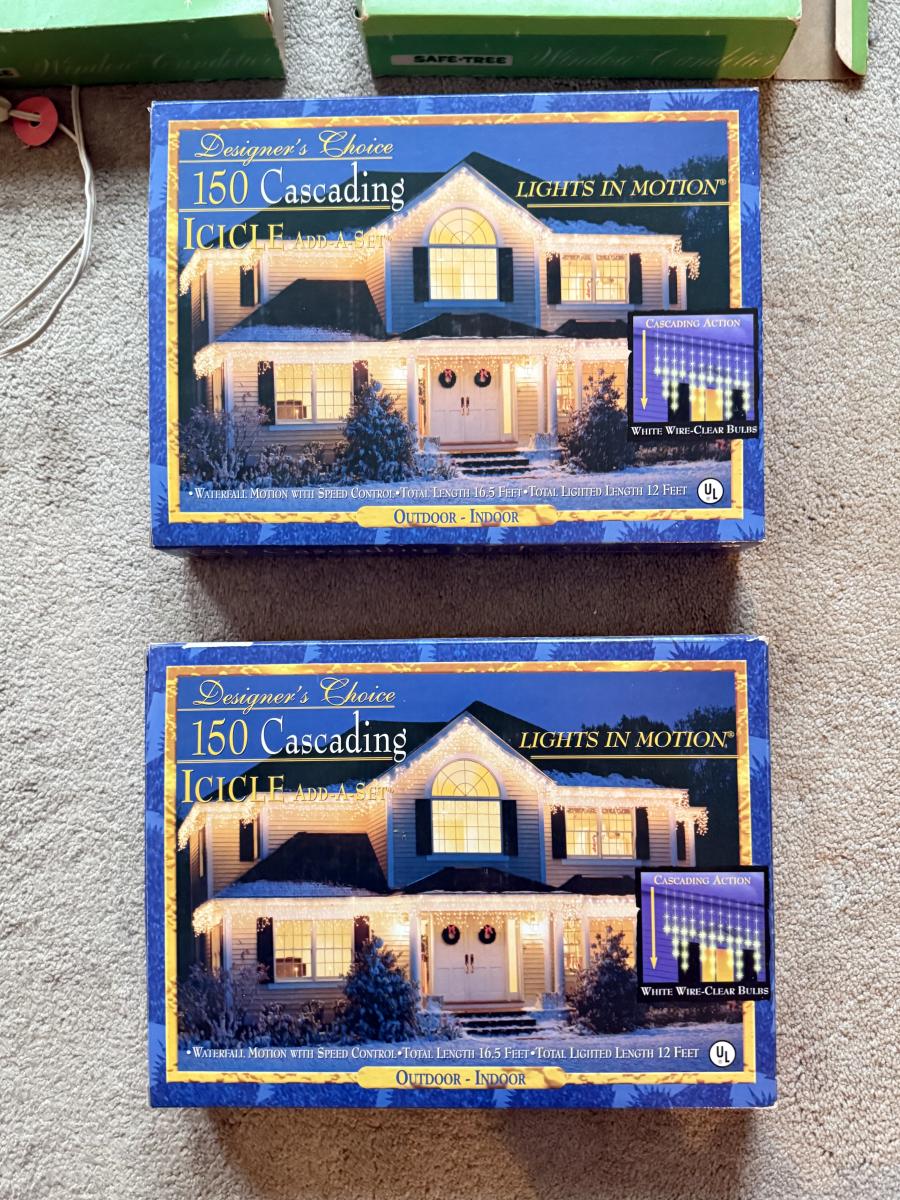 SAFE-TREE Window Candelier
Designer's Choice
150 Cascading
LIGHTS IN MOTION®
ICICLE ADD-A-SET
CASCADING ACTION
WHITE WIRE-CLEAR BULBS
•WATERFALL MOTION WITH SPEED CONTROL•TOTAL LENGTH 16.5 FEET•TOTAL LIGHTED LENGTH 12 FEET
UL
OUTDOOR - INDOOR
Designer's Choice
150 Cascading
LIGHTS IN MOTION®
ICICLE ADD-A-SET
CASCADING ACTION
WHITE WIRE-CLEAR BULBS
•WATERFALL MOTION WITH SPEED CONTROL•TOTAL LENGTH 16.5 FEET•TOTAL LIGHTED LENGTH 12 FEET
UL
OUTDOOR - INDOOR